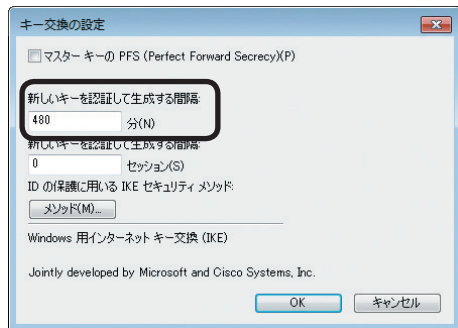 キー交換の設定
マスター キーの PFS (Perfect Forward Secrecy)(P)
新しいキーを認証して生成する間隔:
480 分(N)
新しいキーを認証して生成する間隔:
0 セッション(S)
ID の保護に用いる IKE セキュリティ メソッド:
メソッド(M)...
Windows 用インターネット キー交換 (IKE)
Jointly developed by Microsoft and Cisco Systems, Inc.
OK キャンセル